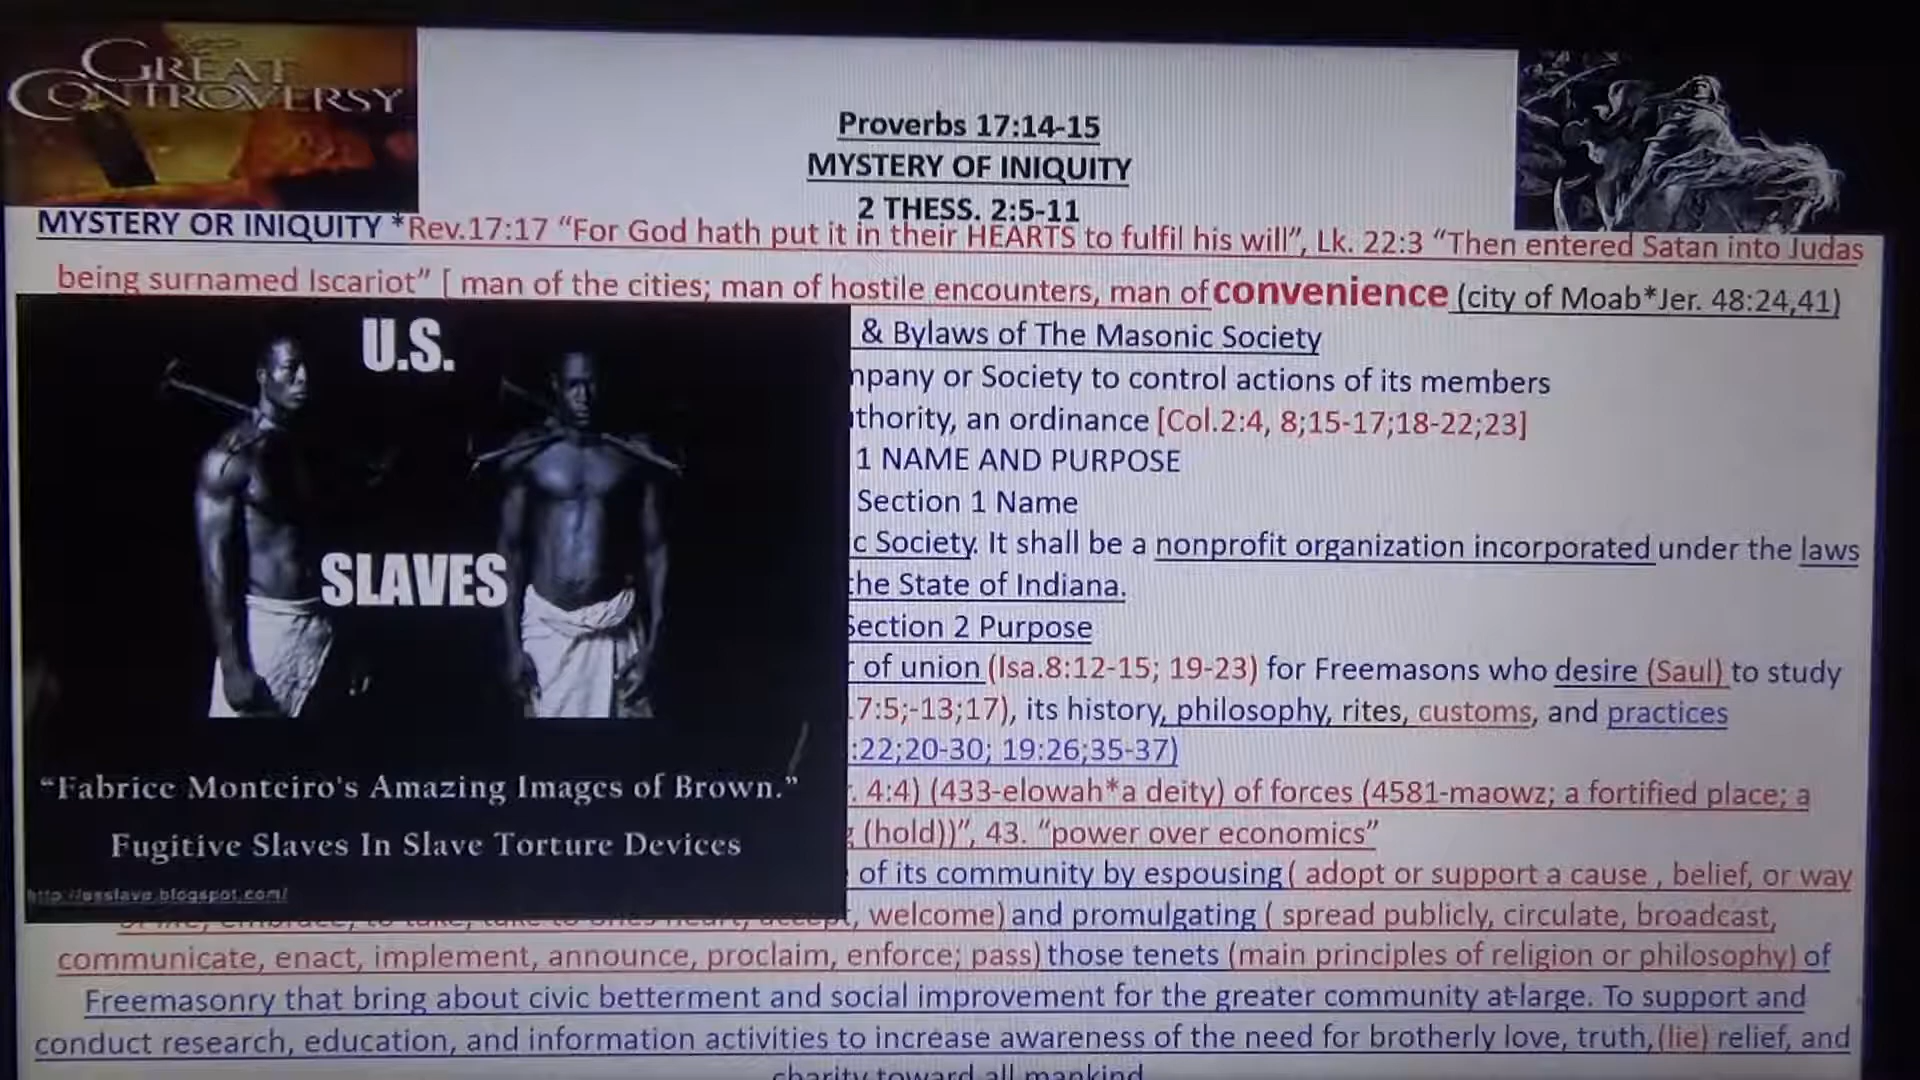 GREAT
CONTROVERSY
Proverbs 17:14-15
MYSTERY OF INIQUITY
2 THESS. 2:5-11
MYSTERY OR INIQUITY *Rev.17:17 “For God hath put it in their HEARTS to fulfil his will”, Lk. 22:3 “Then entered Satan into Judas
being surnamed Iscariot” [ man of the cities; man of hostile encounters, man of convenience (city of Moab*Jer. 48:24,41)
& Bylaws of The Masonic Society
or Society to control actions of its members
an ordinance [Col.2:4, 8;15-17;18-22;23]
1 NAME AND PURPOSE
Section 1 Name
Society. It shall be a nonprofit organization incorporated under the laws
the State of Indiana.
Section 2 Purpose
of union (Isa.8:12-15; 19-23) for Freemasons who desire (Saul) to study
7:5;-13;17), its history, philosophy, rites, customs, and practices
:22;20-30; 19:26;35-37)
4:4) (433-elowah*a deity) of forces (4581-maowz; a fortified place; a
(hold))”, 43. “power over economics”
of its community by espousing ( adopt or support a cause , belief, or way
welcome) and promulgating ( spread publicly, circulate, broadcast,
communicate, enact, implement, announce, proclaim, enforce; pass) those tenets (main principles of religion or philosophy) of
Freemasonry that bring about civic betterment and social improvement for the greater community at-large. To support and
conduct research, education, and information activities to increase awareness of the need for brotherly love, truth,(lie) relief, and
charity toward all mankind
U.S.
SLAVES
“Fabrice Monteiro's Amazing Images of Brown.”
Fugitive Slaves In Slave Torture Devices
http://usslave.blogspot.com/